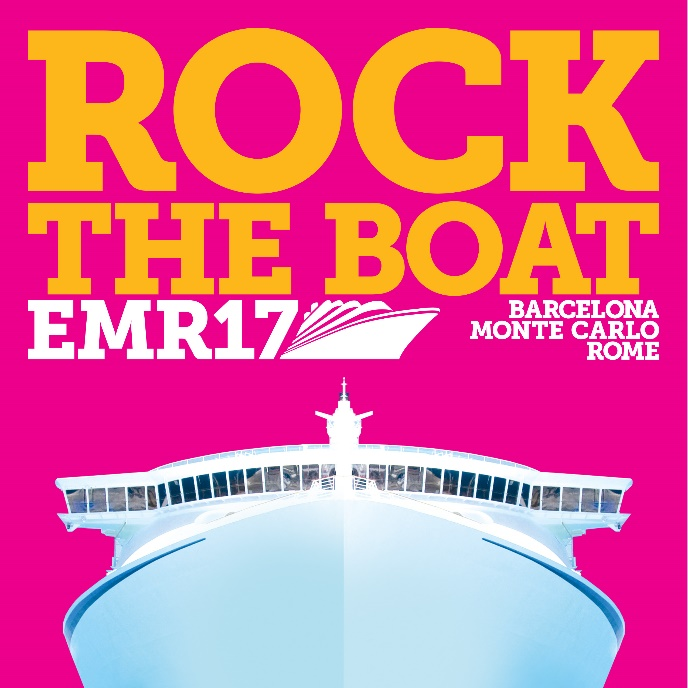 ROCK
THE BOAT
EMR17
BARCELONA
MONTE CARLO
ROME